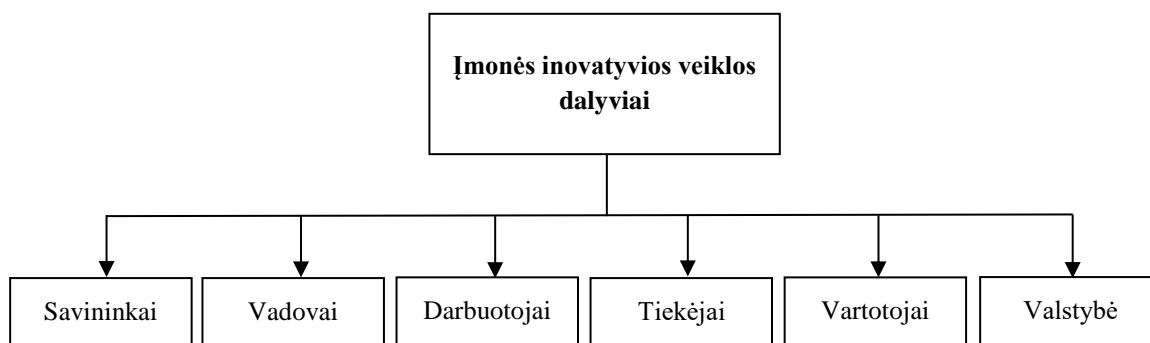 Įmonės inovatyvios veiklos
dalyviai
Savininkai
Vadovai
Darbuotojai
Tiekėjai
Vartotojai
Valstybė